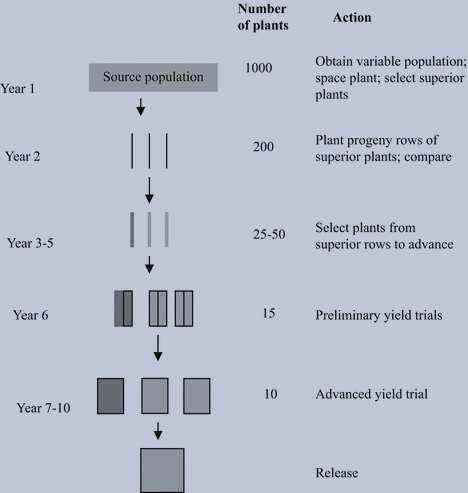 Number of plants
Action
Year 1
Source population
1000
Obtain variable population;
space plant; select superior
plants
Year 2
200
Plant progeny rows of
superior plants; compare
Year 3-5
25-50
Select plants from
superior rows to advance
Year 6
15
Preliminary yield trials
Year 7-10
10
Advanced yield trial
Release